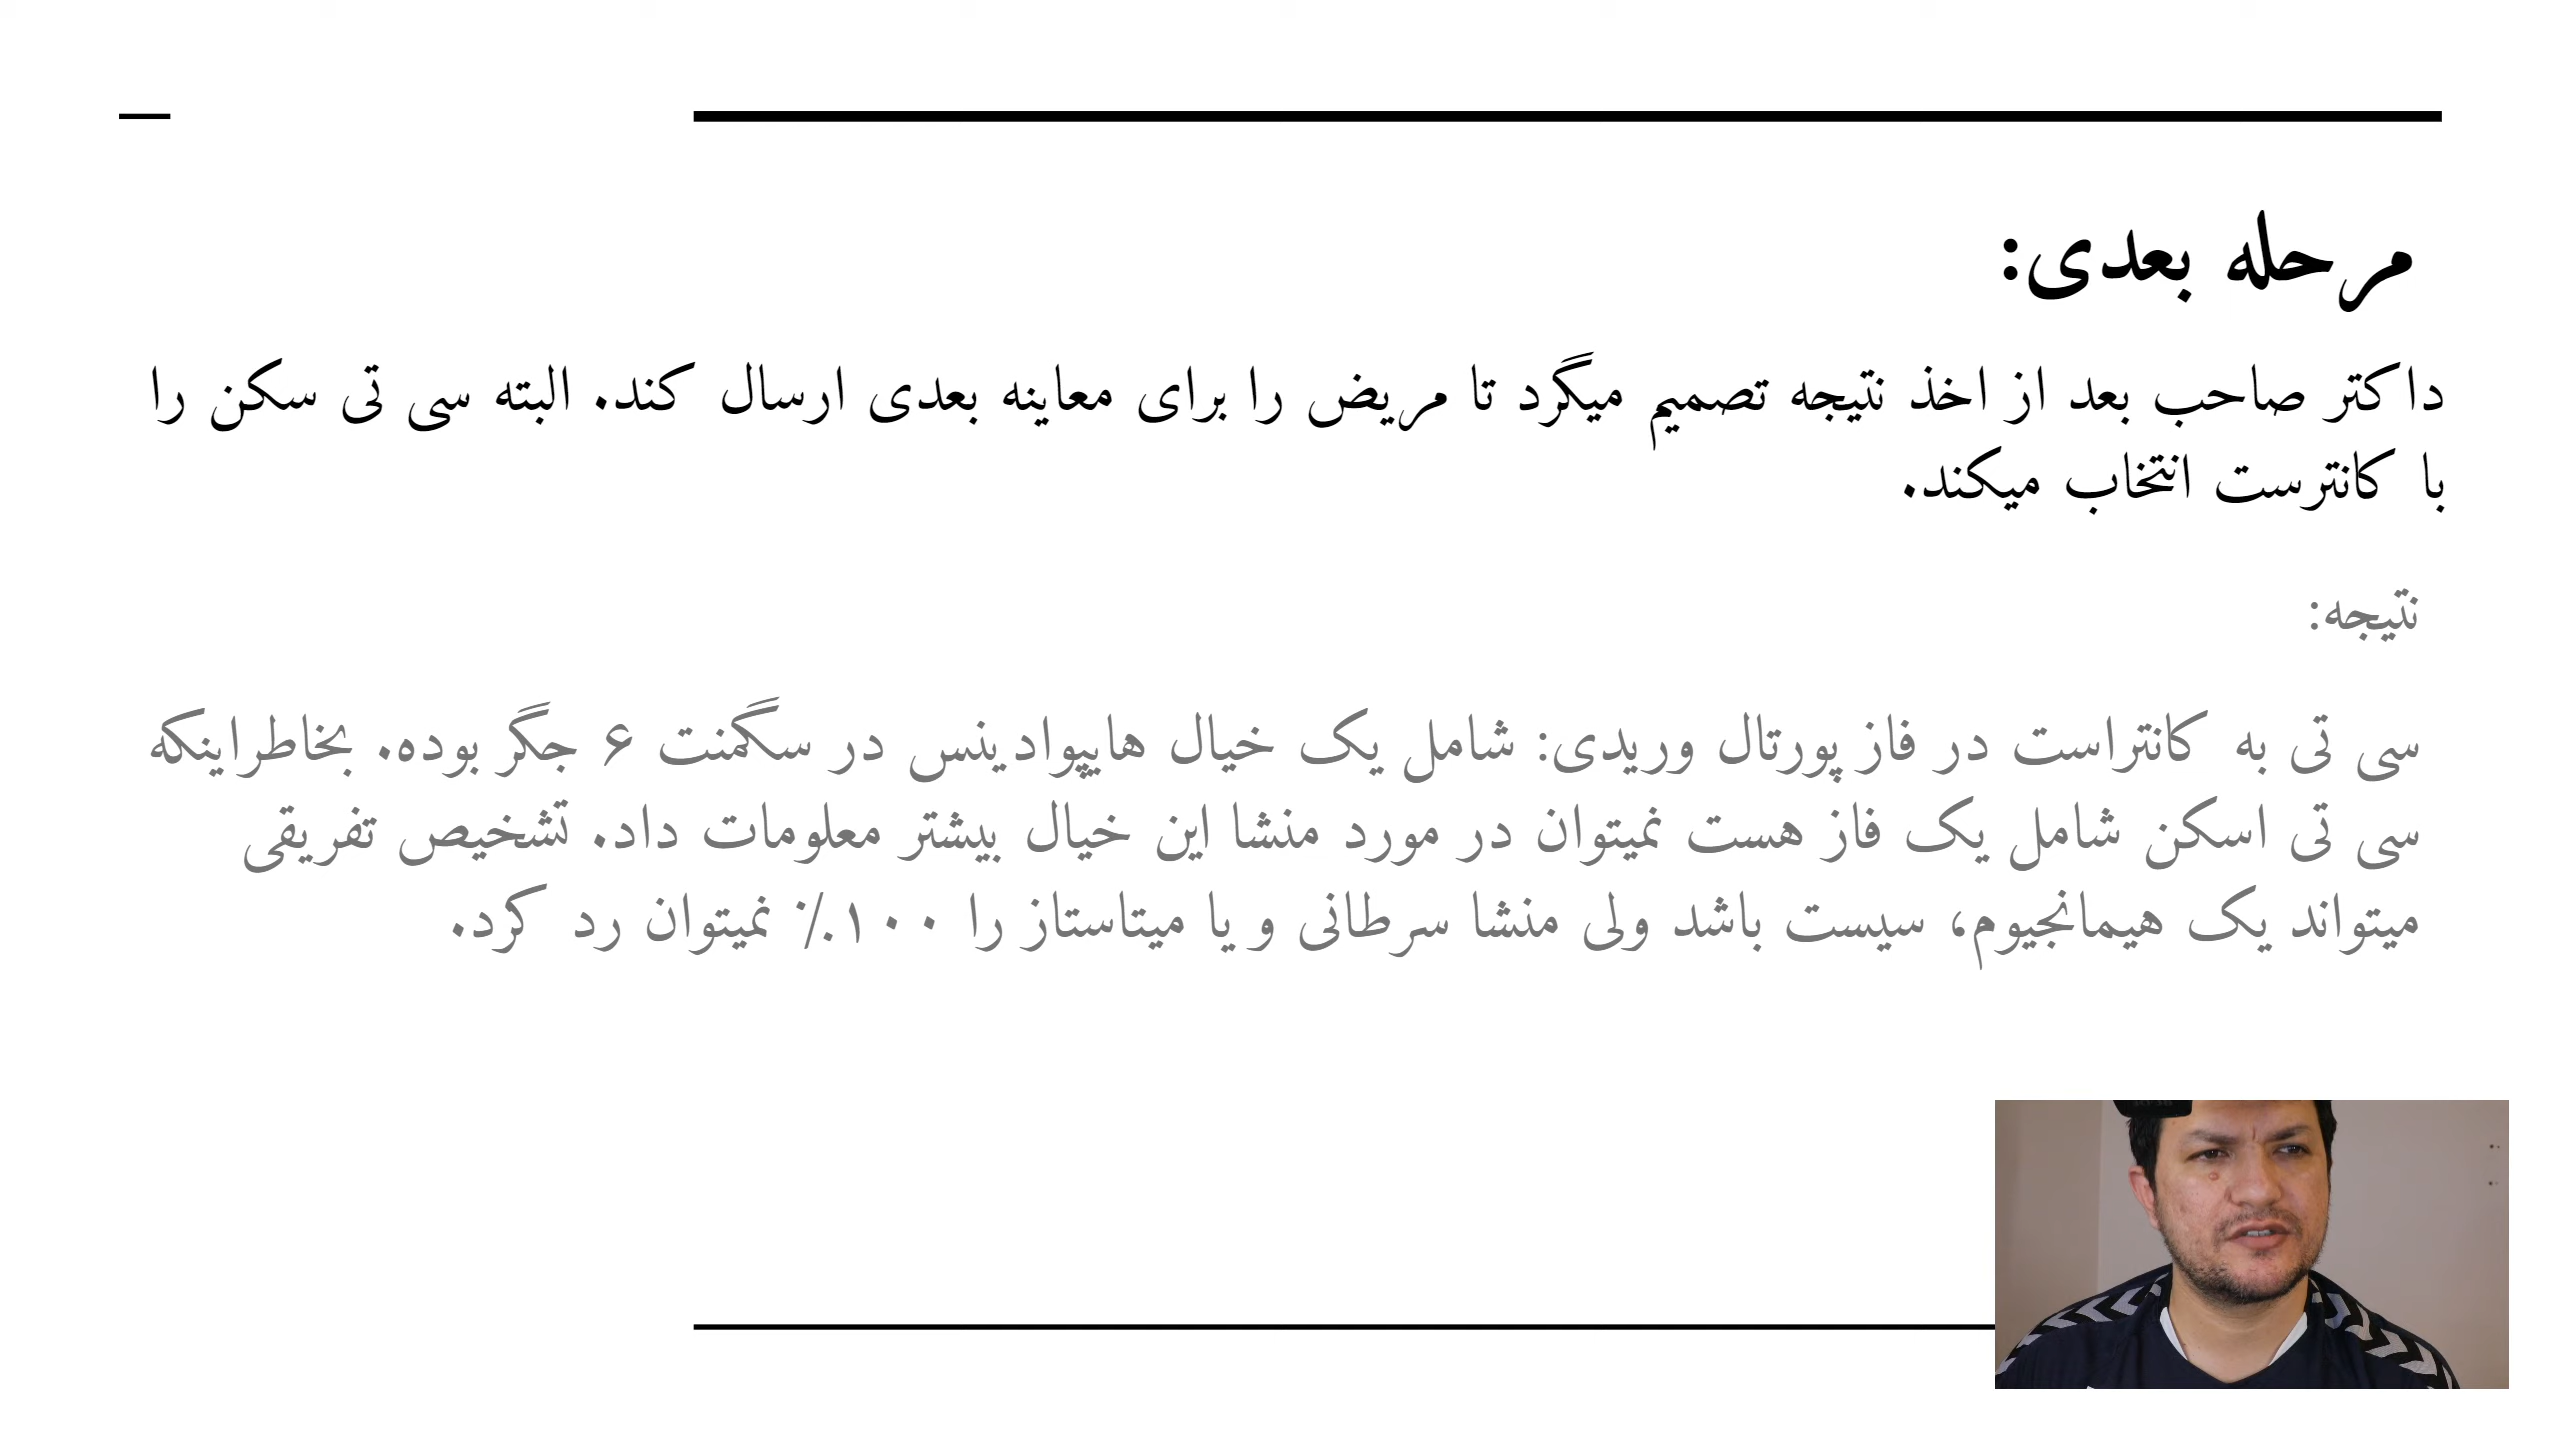 مرحله بعدی:
داکتر صاحب بعد از اخذ نتیجه تصمیم میگرد تا مریض را برای معاینه بعدی ارسال کند. البته سی تی سکن را
با کانترست انتخاب میکند.
نتیجه:
سی تی به کانتراست در فاز پورتال وریدی: شامل یک خیال هایپوادینس در سگمنت ۶ جگر بوده. بخاطراینکه
سی تی اسکن شامل یک فاز هست نمیتوان در مورد منشا این خیال بیشتر معلومات داد. تشخیص تفریقی
میتواند یک هیمانجیوم، سیست باشد ولی منشا سرطانی و یا میتاستاز را ۱۰۰٪ نمیتوان رد کرد.